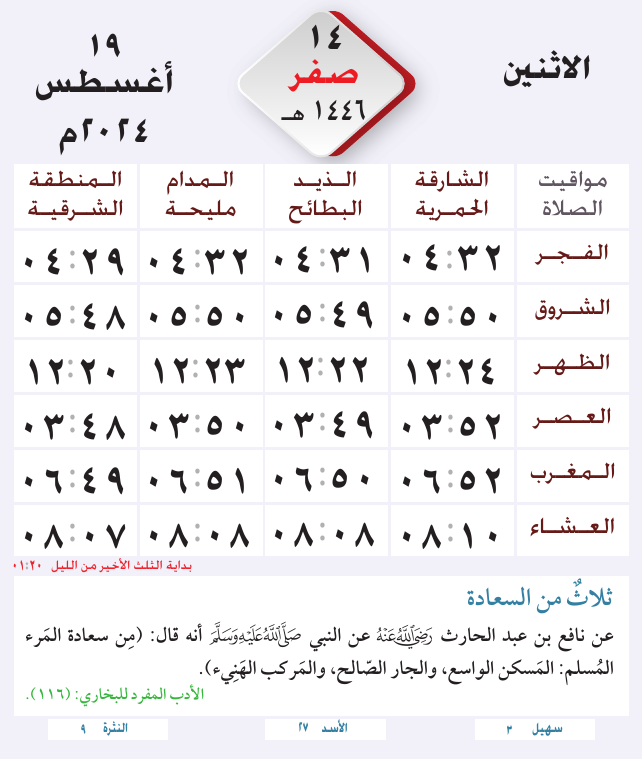 الاثنين
١٤
صفر
١٤٤٦ هـ
١٩
أغسطس
٢٠٢٤م
مواقيت الصلاة | الشارقة الحمرية | الذيد البطائح | المدام مليحة | المنطقة الشرقية
الفجر ٠٤:٣٢ ٠٤:٣١ ٠٤:٣٢ ٠٤:٢٩
الشروق ٠٥:٥٠ ٠٥:٤٩ ٠٥:٥٠ ٠٥:٤٨
الظهر ١٢:٢٤ ١٢:٢٢ ١٢:٢٣ ١٢:٢٠
العصر ٠٣:٥٢ ٠٣:٤٩ ٠٣:٥٠ ٠٣:٤٨
المغرب ٠٦:٥٢ ٠٦:٥٠ ٠٦:٥١ ٠٦:٤٩
العشاء ٠٨:١٠ ٠٨:٠٨ ٠٨:٠٨ ٠٨:٠٧
بداية الثلث الأخير من الليل ٠١:٢٠
ثلاثٌ من السعادة
عن نافع بن عبد الحارث رَضِيَ اللَّهُ عَنْهُ عن النبي صَلَّى اللَّهُ عَلَيْهِ وَسَلَّمَ أنه قال: (مِن سعادة المَرء
المُسلم: المَسكن الواسع، والجار الصّالح، والمَركب الهَنِيء).
الأدب المفرد للبخاري: (١١٦).
سهيل ٣
الأسد ٢٧
النثرة ٩